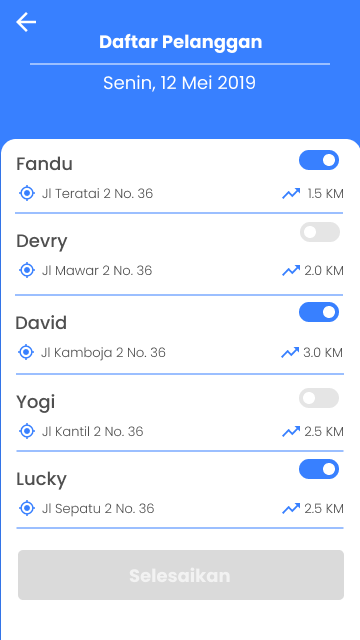 Daftar Pelanggan
Senin, 12 Mei 2019
Fandu
Jl Teratai 2 No. 36 1.5 KM
Devry
Jl Mawar 2 No. 36 2.0 KM
David
Jl Kamboja 2 No. 36 3.0 KM
Yogi
Jl Kantil 2 No. 36 2.5 KM
Lucky
Jl Sepatu 2 No. 36 2.5 KM
Selesaikan